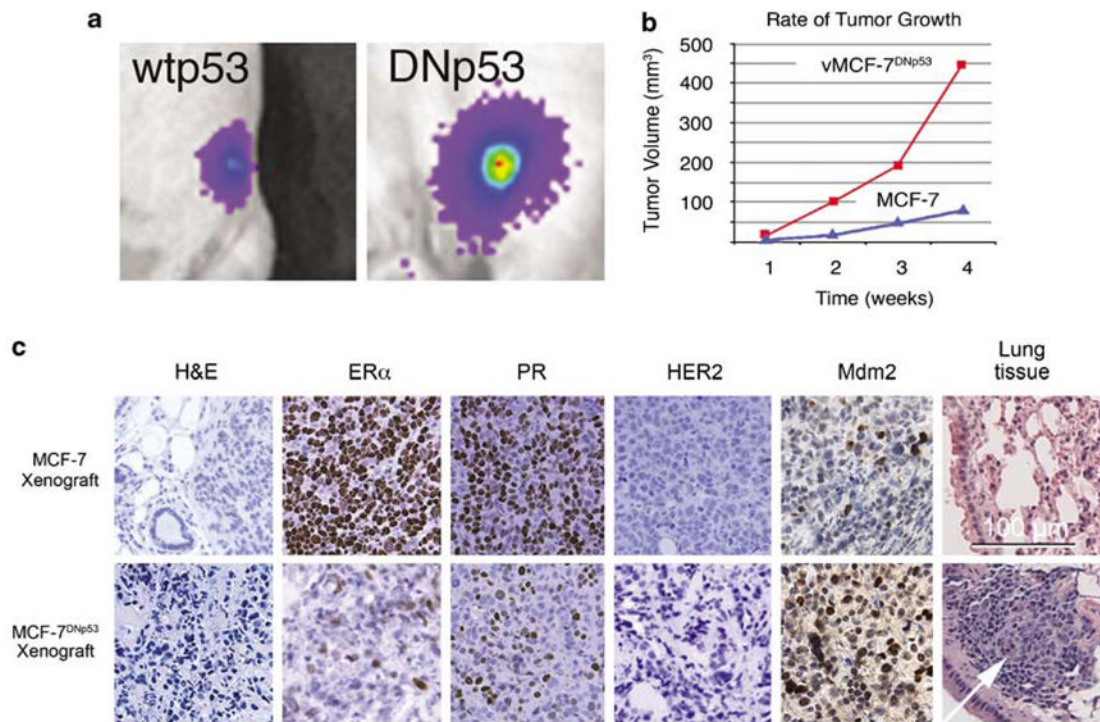 a
wtp53
DNp53
b
Rate of Tumor Growth
Tumor Volume (mm³)
500
400
300
200
100
vMCF-7ᴰᴺᵖ⁵³
MCF-7
1 2 3 4
Time (weeks)
c
H&E ERα PR HER2 Mdm2 Lung tissue
MCF-7
Xenograft
100 µm
MCF-7ᴰᴺᵖ⁵³
Xenograft